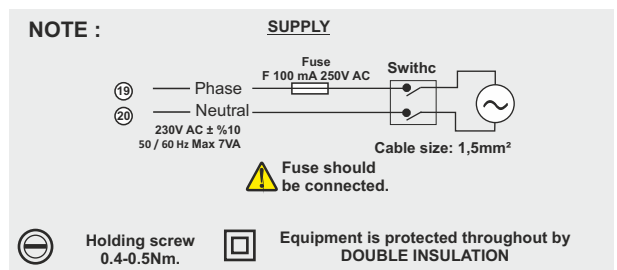 NOTE :
SUPPLY
Fuse
F 100 mA 250V AC
Swithc
19 Phase
20 Neutral
230V AC ± %10
50 / 60 Hz Max 7VA
Cable size: 1,5mm²
Fuse should
be connected.
Holding screw
0.4-0.5Nm.
Equipment is protected throughout by
DOUBLE INSULATION